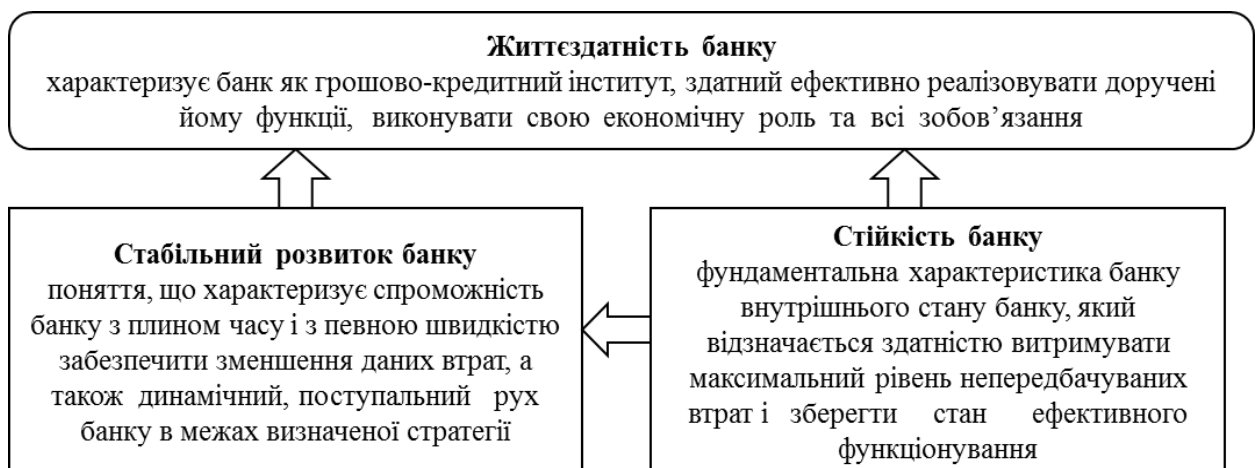 Життєздатність банку
характеризує банк як грошово-кредитний інститут, здатний ефективно реалізовувати доручені
йому функції, виконувати свою економічну роль та всі зобов’язання
Стабільний розвиток банку
поняття, що характеризує спроможність
банку з плином часу і з певною швидкістю
забезпечити зменшення даних втрат, а
також динамічний, поступальний рух
банку в межах визначеної стратегії
Стійкість банку
фундаментальна характеристика банку
внутрішнього стану банку, який
відзначається здатністю витримувати
максимальний рівень непередбачуваних
втрат і зберегти стан ефективного
функціонування